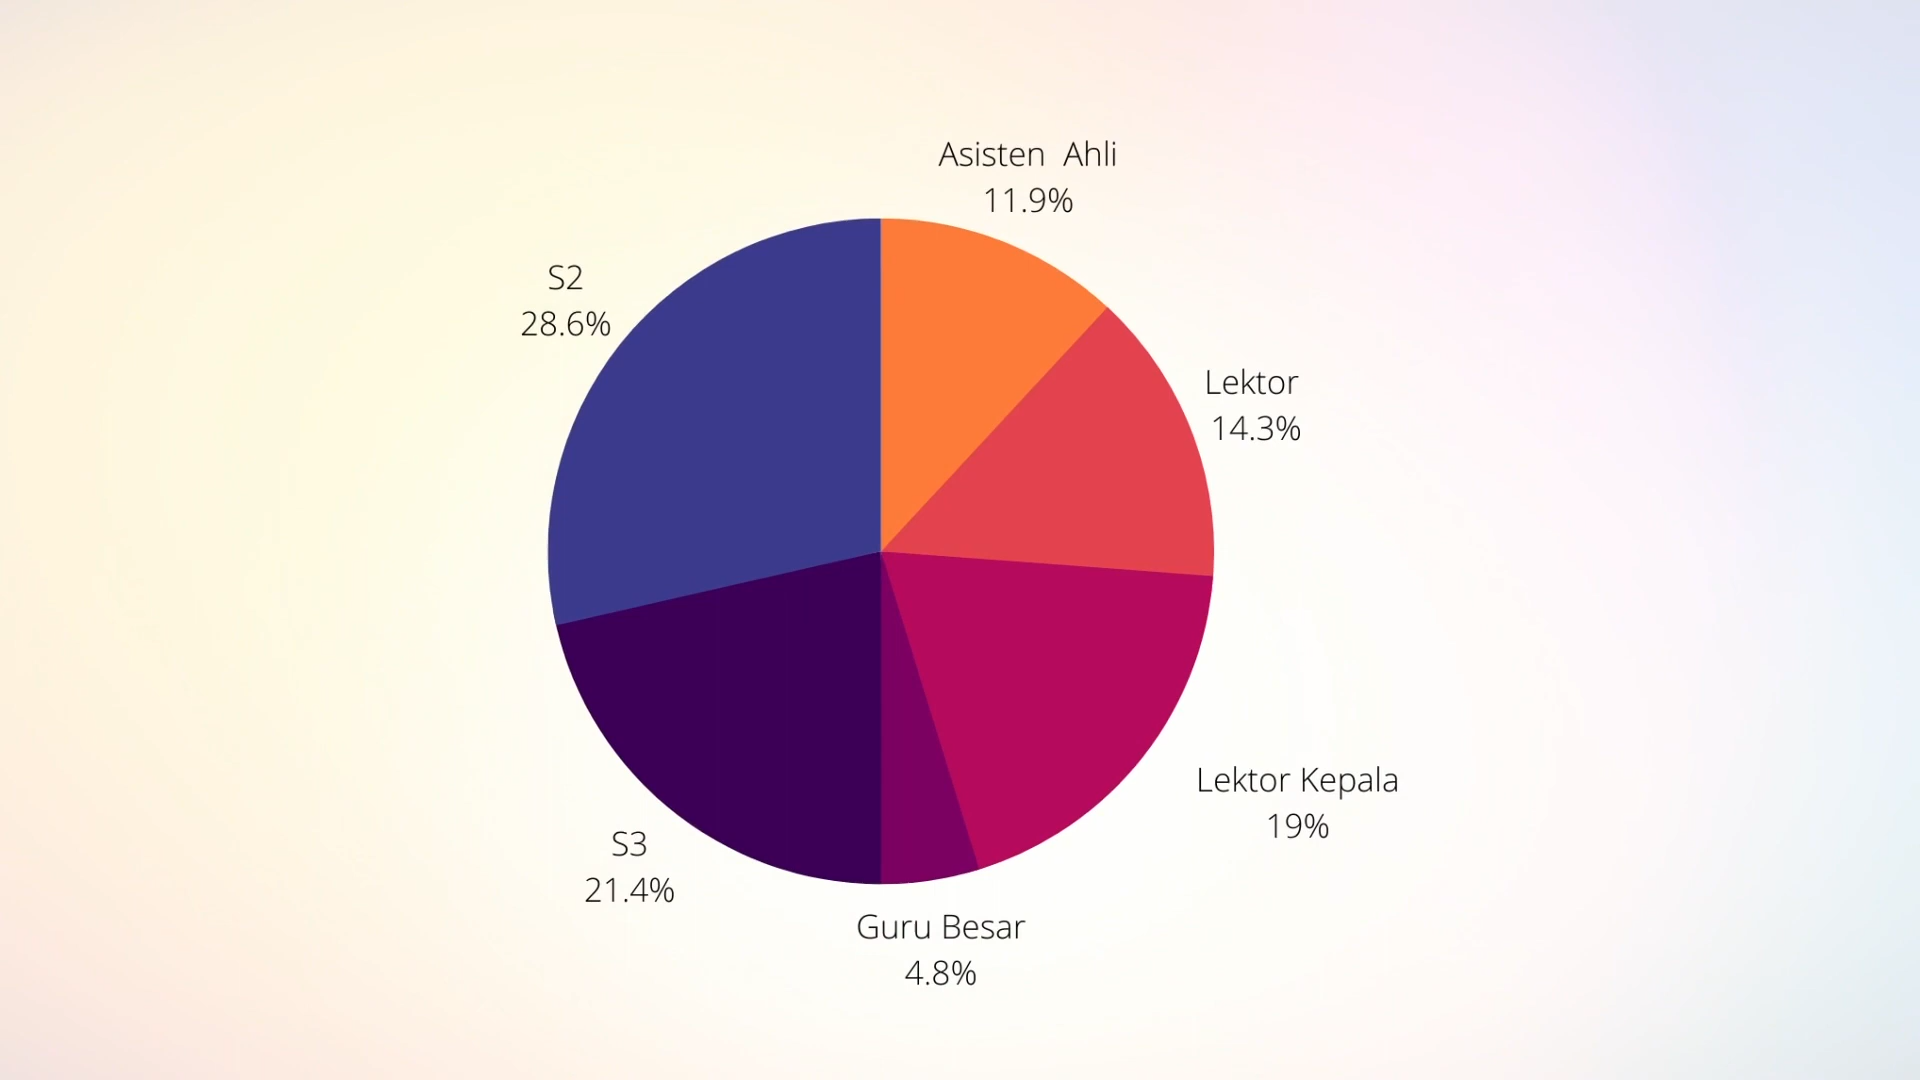 Asisten  Ahli
11.9%
Lektor
14.3%
Lektor Kepala
19%
Guru Besar
4.8%
S3
21.4%
S2
28.6%